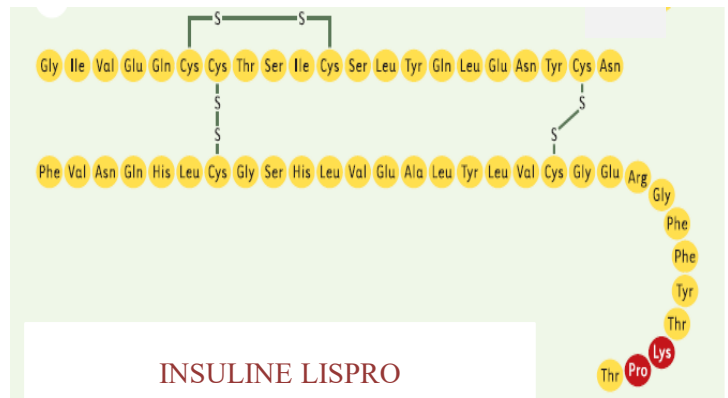 S S
Gly Ile Val Glu Gln Cys Cys Thr Ser Ile Cys Ser Leu Tyr Gln Leu Glu Asn Tyr Cys Asn
S S
S S
Phe Val Asn Gln His Leu Cys Gly Ser His Leu Val Glu Ala Leu Tyr Leu Val Cys Gly Glu Arg
Gly
Phe
Phe
Tyr
Thr
Lys
Thr Pro
INSULINE LISPRO